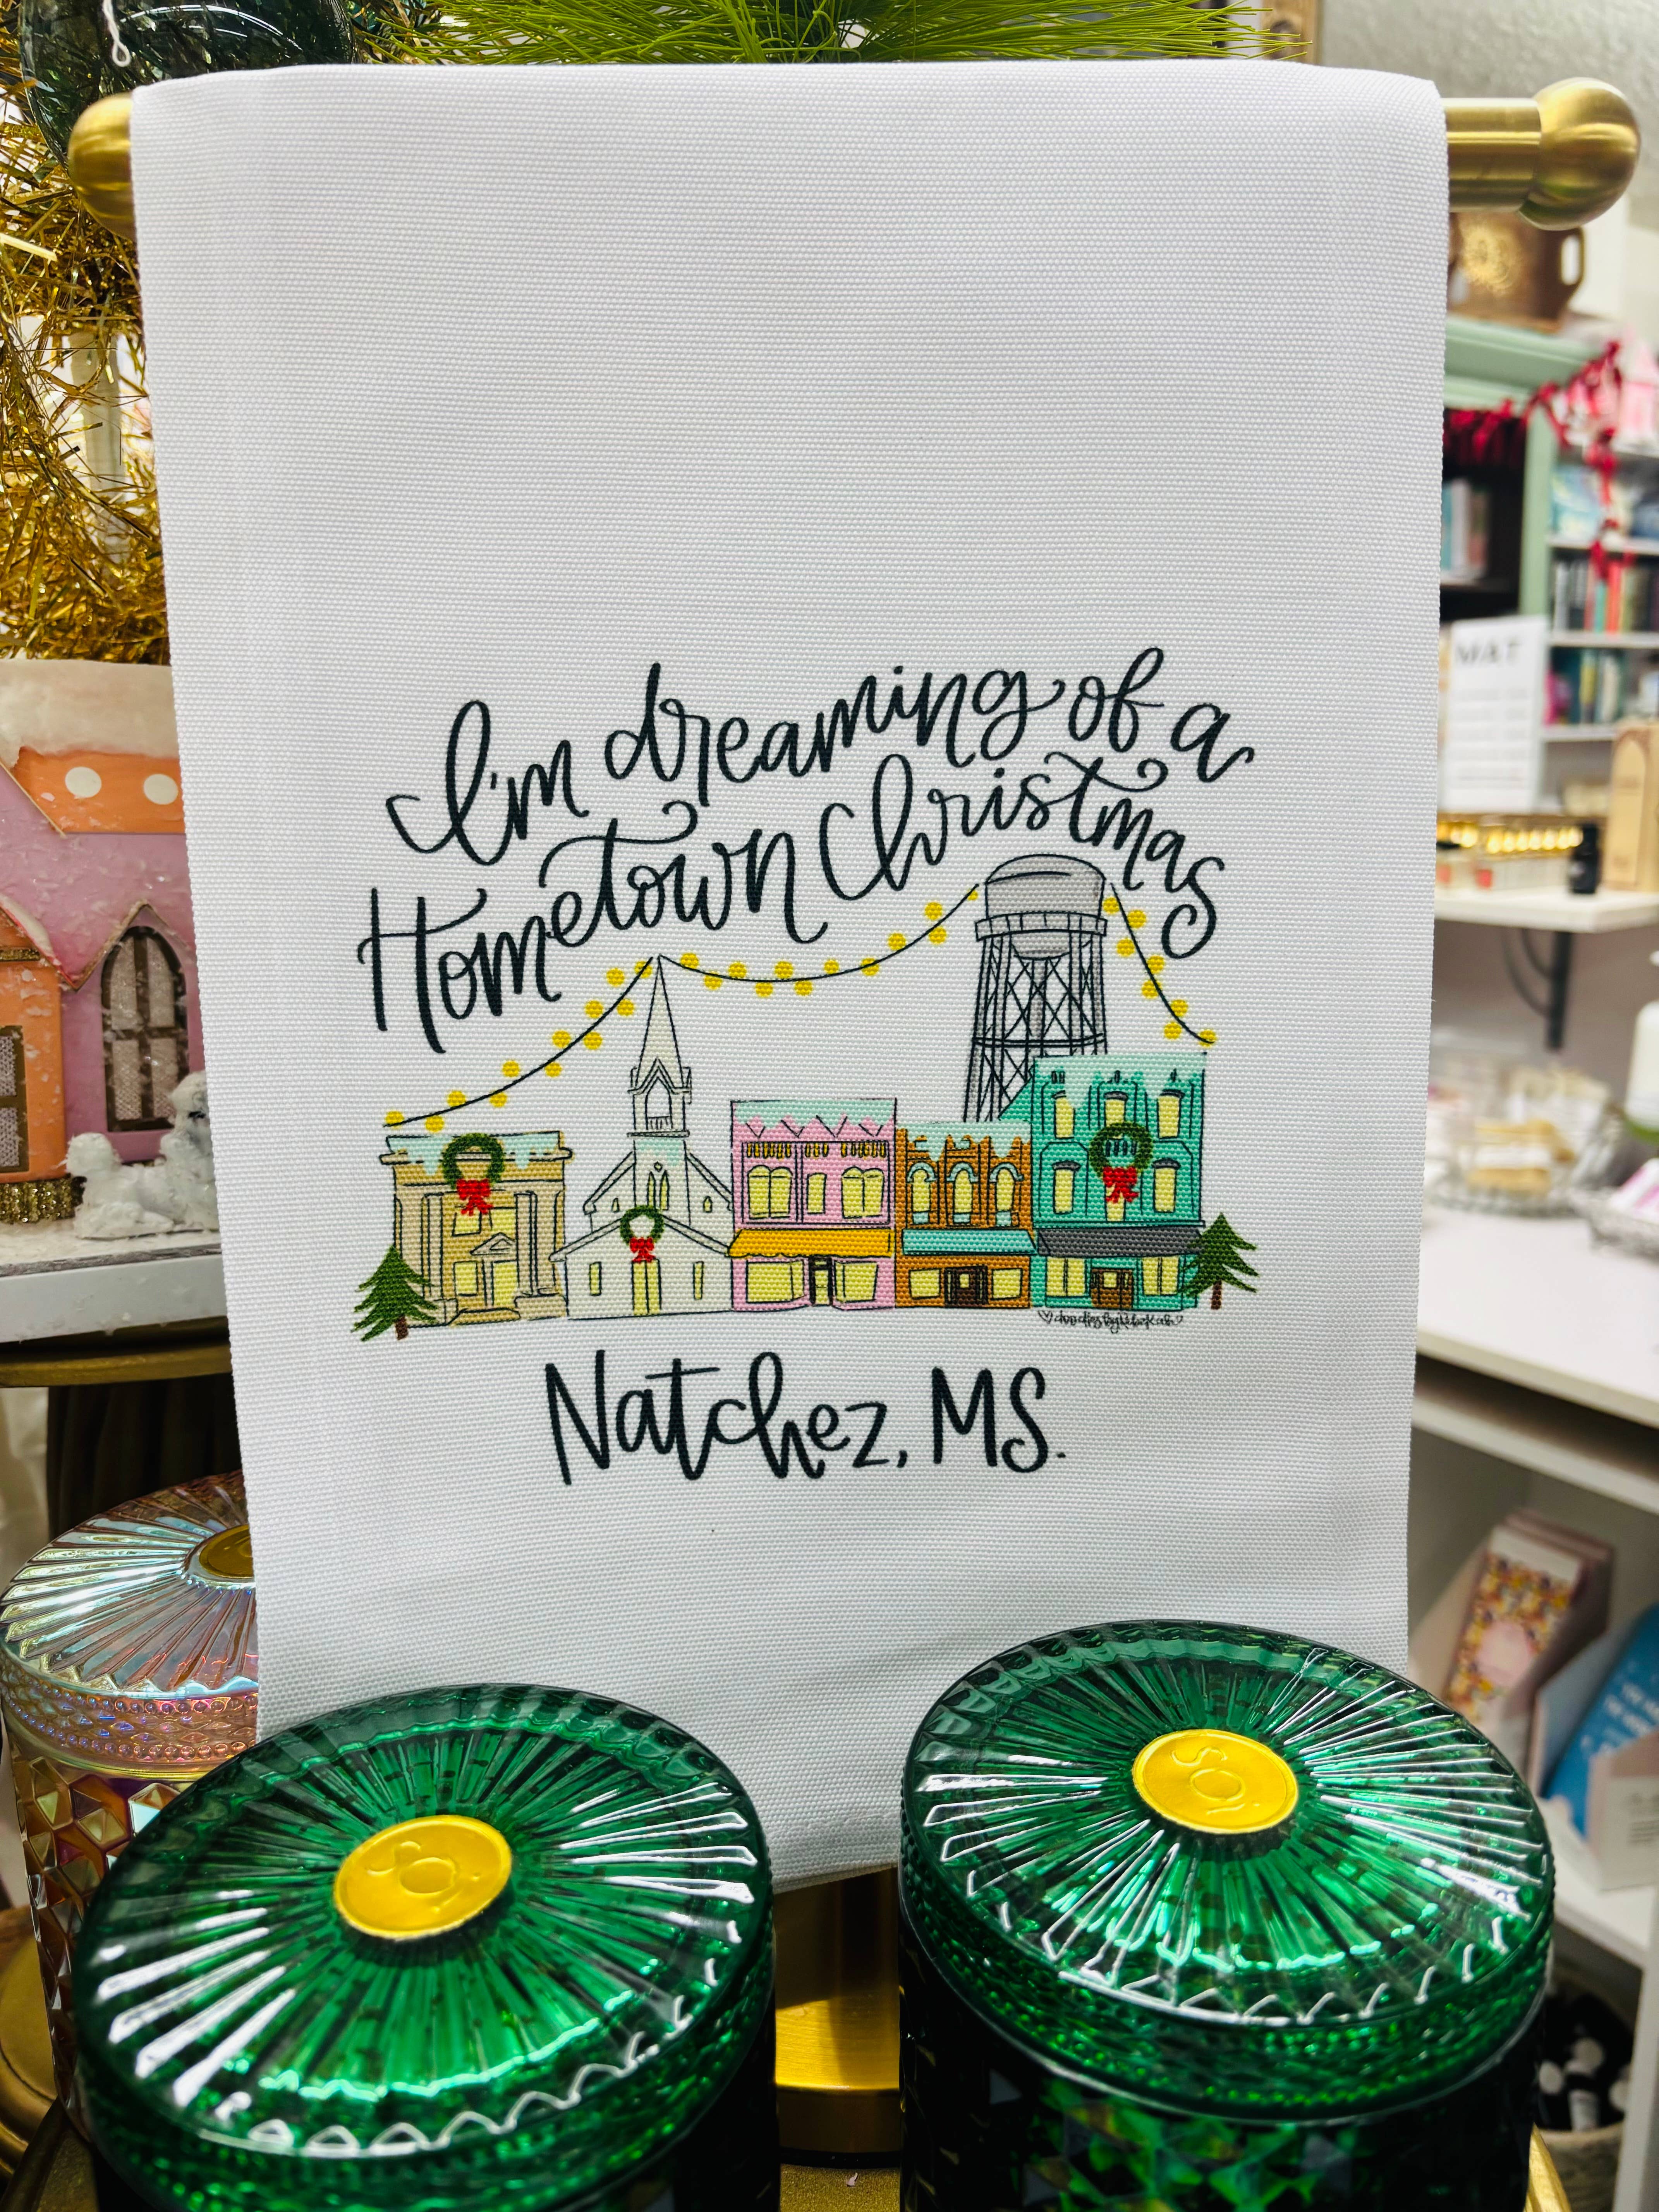 I'm dreaming of a
Hometown Christmas
Natchez, MS.